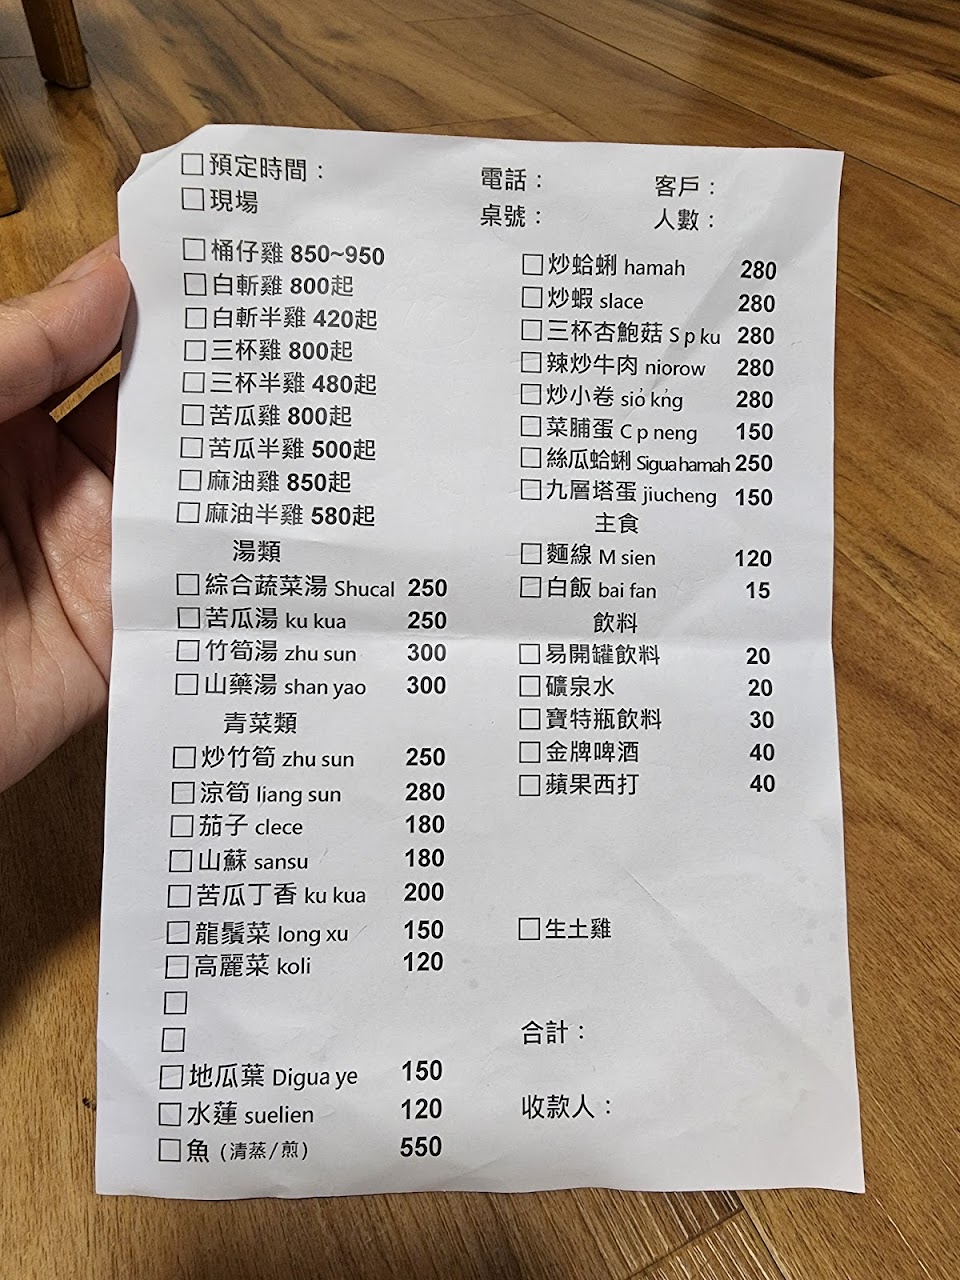 □預定時間：
電話：
客戶：
□現場
桌號：
人數：
□桶仔雞 850~950
□白斬雞 800起
□白斬半雞 420起
□三杯雞 800起
□三杯半雞 480起
□苦瓜雞 800起
□苦瓜半雞 500起
□麻油雞 850起
□麻油半雞 580起
湯類
□綜合蔬菜湯 Shucal 250
□苦瓜湯 ku kua 250
□竹筍湯 zhu sun 300
□山藥湯 shan yao 300
青菜類
□炒竹筍 zhu sun 250
□涼筍 liang sun 280
□茄子 clece 180
□山蘇 sansu 180
□苦瓜丁香 ku kua 200
□龍鬚菜 long xu 150
□高麗菜 koli 120
□
□
□地瓜葉 Digua ye 150
□水蓮 suelien 120
□魚（清蒸/煎） 550
□炒蛤蜊 hamah 280
□炒蝦 slace 280
□三杯杏鮑菇 S p ku 280
□辣炒牛肉 niorow 280
□炒小卷 sió kńg 280
□菜脯蛋 C p neng 150
□絲瓜蛤蜊 Sigua hamah 250
□九層塔蛋 jiucheng 150
主食
□麵線 M sien 120
□白飯 bai fan 15
飲料
□易開罐飲料 20
□礦泉水 20
□寶特瓶飲料 30
□金牌啤酒 40
□蘋果西打 40
□生土雞
合計：
收款人：